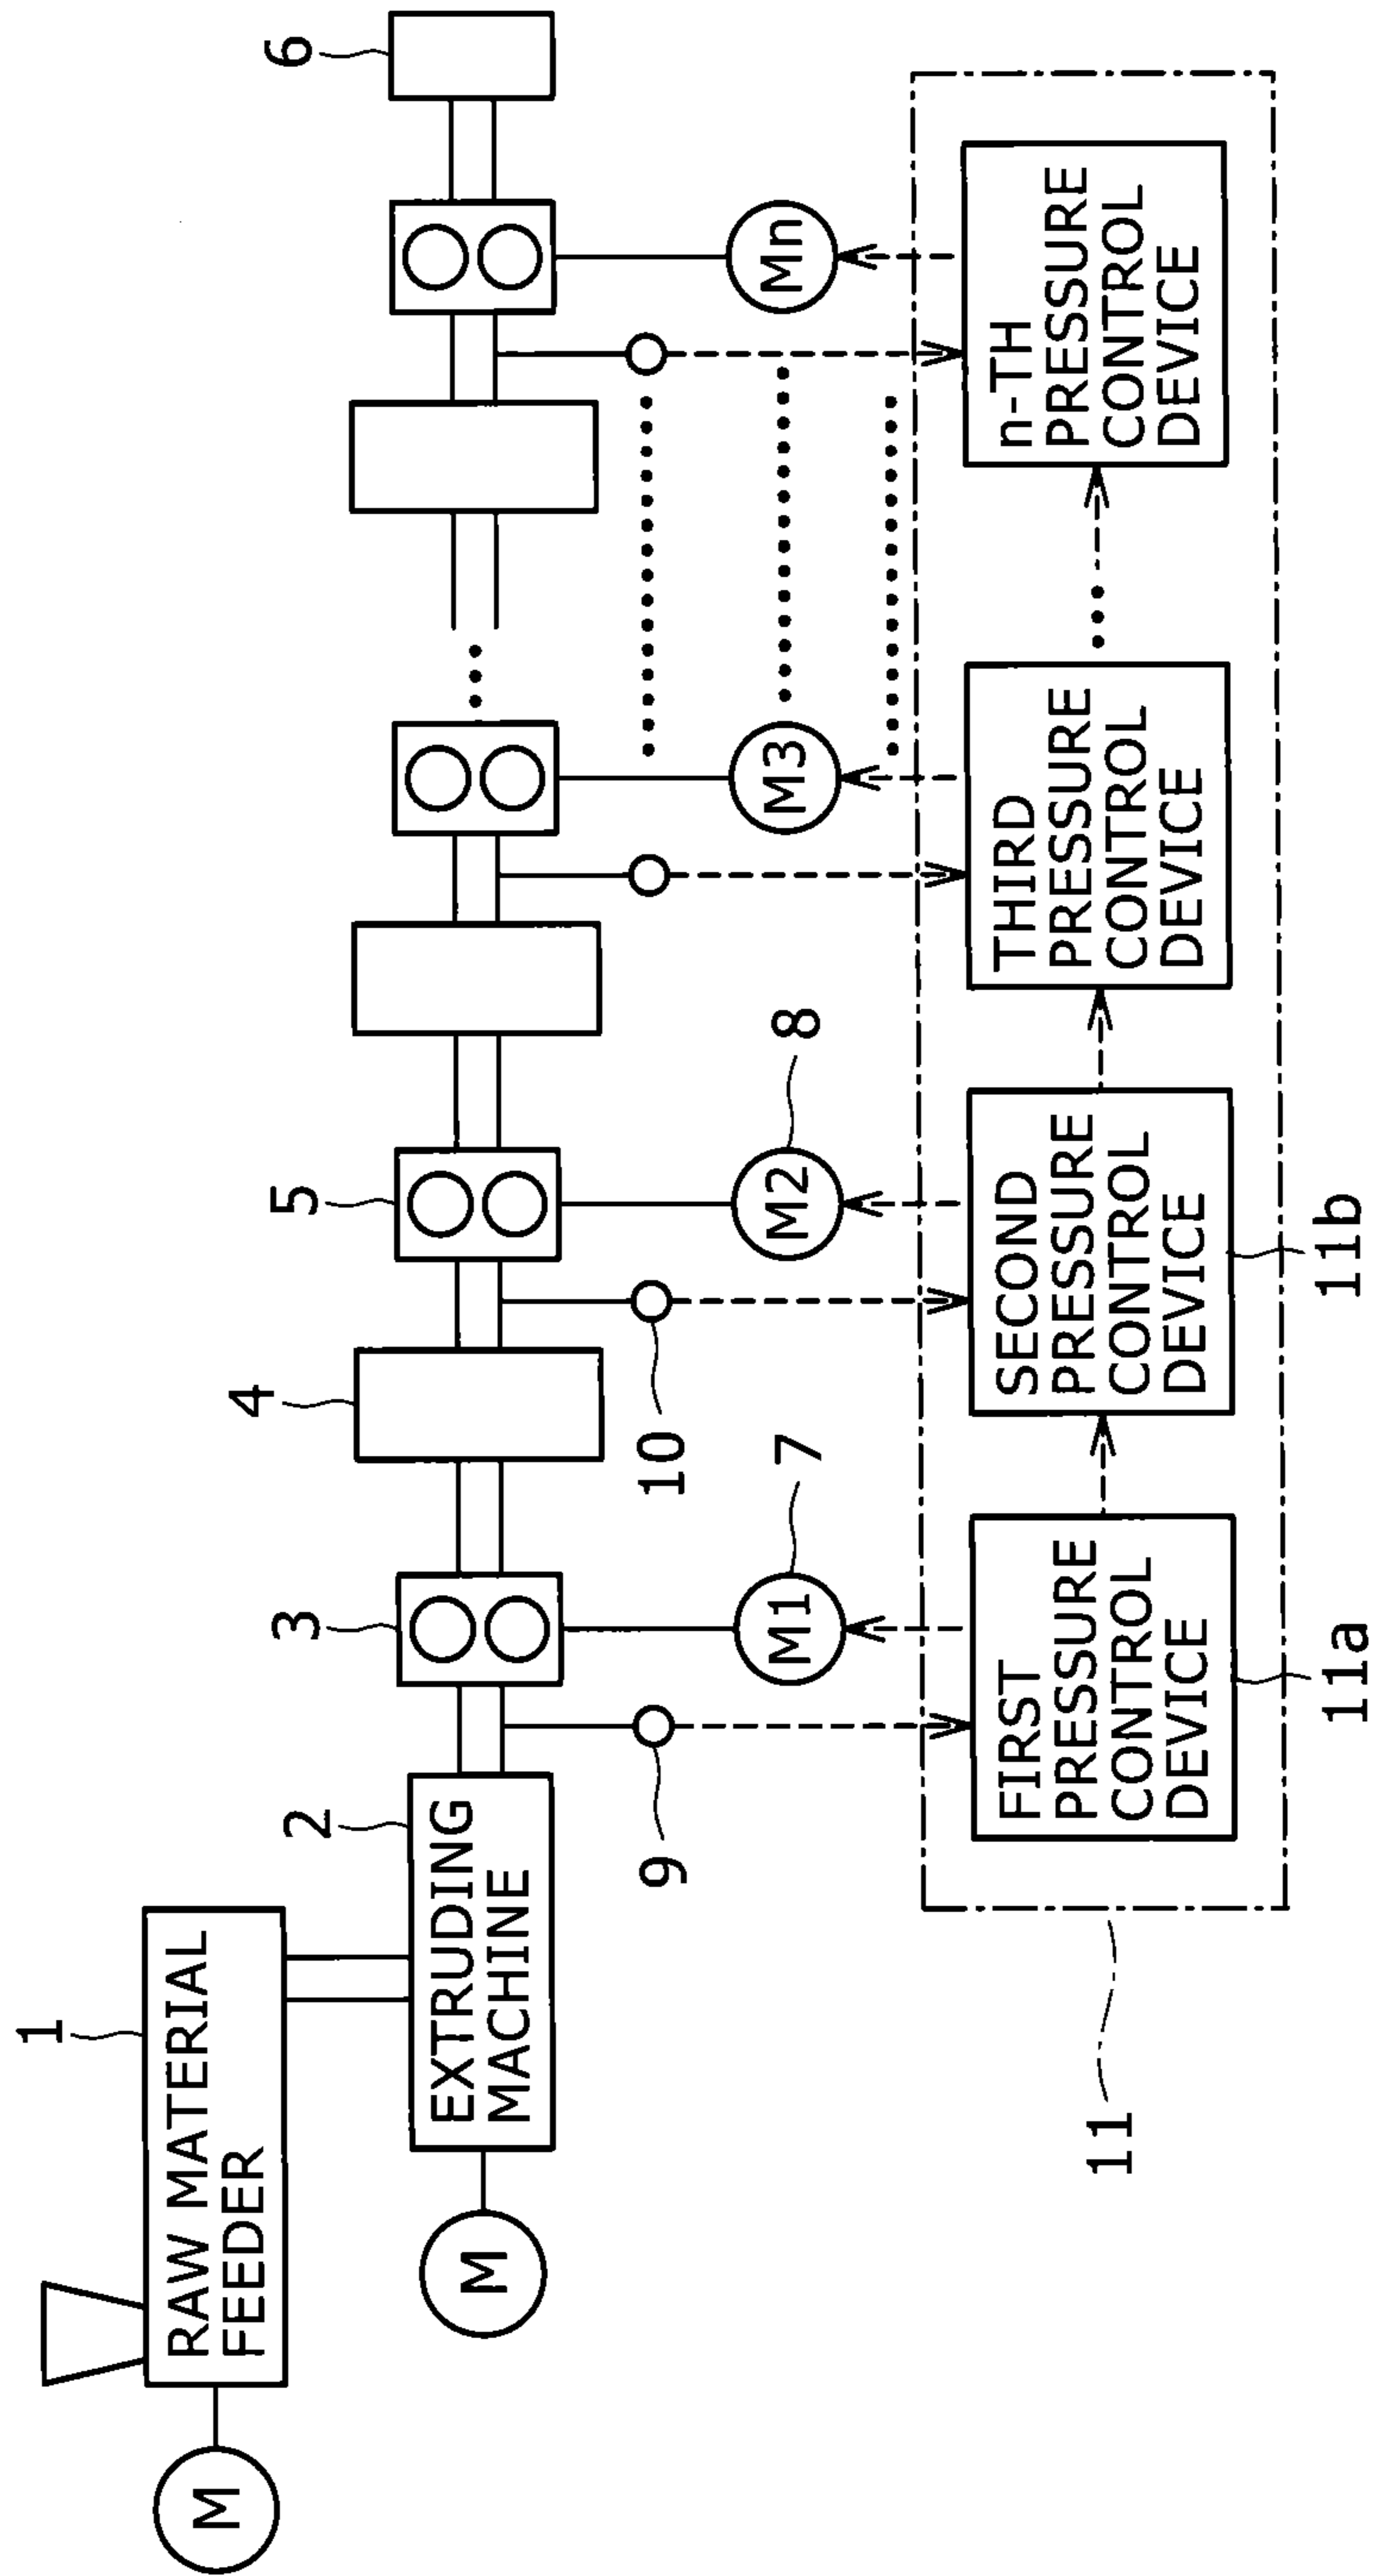 1
RAW MATERIAL
FEEDER
M
2
EXTRUDING
MACHINE
M
3
4
5
6
9
10
7
8
M1
M2
M3
Mn
FIRST
PRESSURE
CONTROL
DEVICE
SECOND
PRESSURE
CONTROL
DEVICE
THIRD
PRESSURE
CONTROL
DEVICE
n-TH
PRESSURE
CONTROL
DEVICE
11
11a
11b